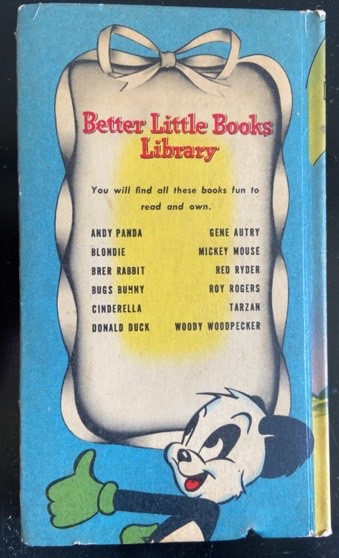 Better Little Books
Library
You will find all these books fun to
read and own.
ANDY PANDA GENE AUTRY
BLONDIE MICKEY MOUSE
BRER RABBIT RED RYDER
BUGS BUNNY ROY ROGERS
CINDERELLA TARZAN
DONALD DUCK WOODY WOODPECKER